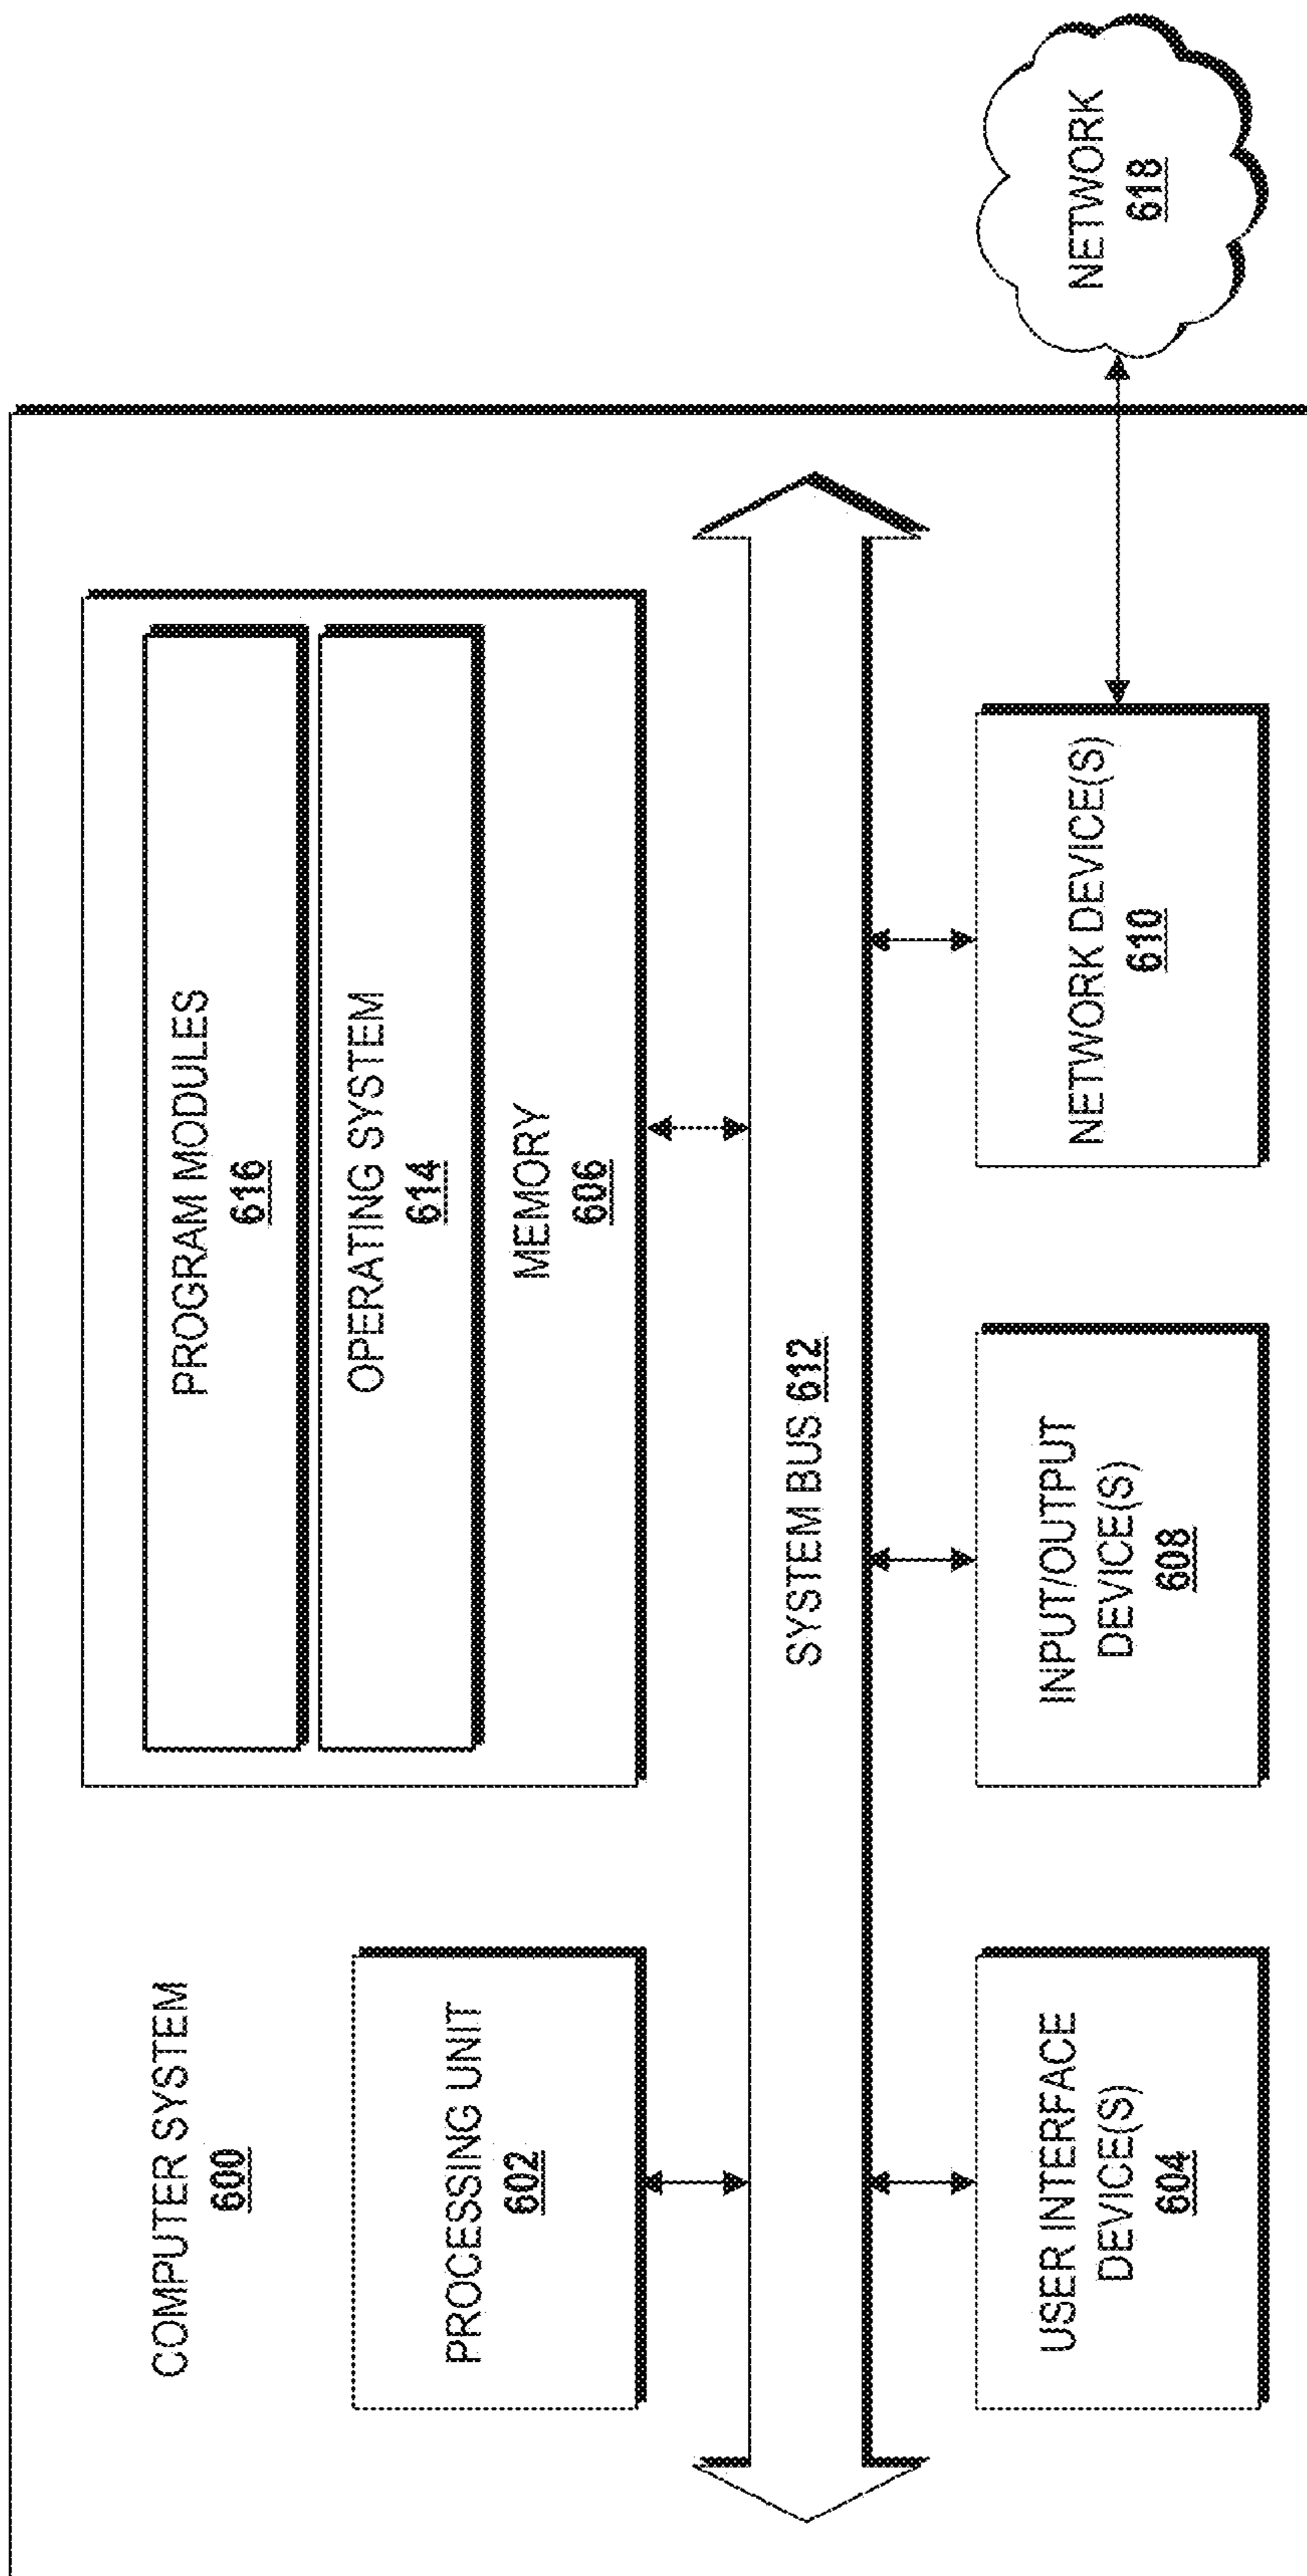 COMPUTER SYSTEM
600
PROCESSING UNIT
602
PROGRAM MODULES
616
OPERATING SYSTEM
614
MEMORY
606
SYSTEM BUS 612
USER INTERFACE
DEVICE(S)
604
INPUT/OUTPUT
DEVICE(S)
608
NETWORK DEVICE(S)
610
NETWORK
618